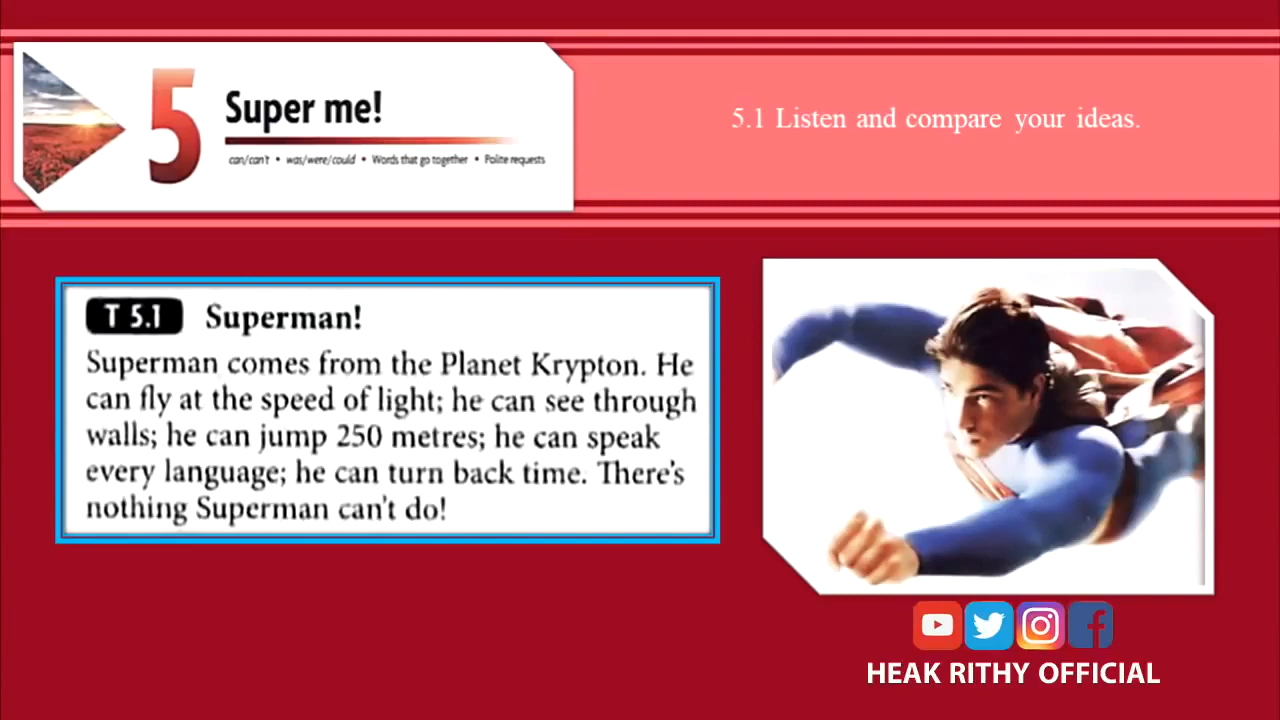 5
Super me!
can/can't • was/were/could • Words that go together • Polite requests
5.1 Listen and compare your ideas.
T 5.1 Superman!
Superman comes from the Planet Krypton. He
can fly at the speed of light; he can see through
walls; he can jump 250 metres; he can speak
every language; he can turn back time. There's
nothing Superman can't do!
HEAK RITHY OFFICIAL